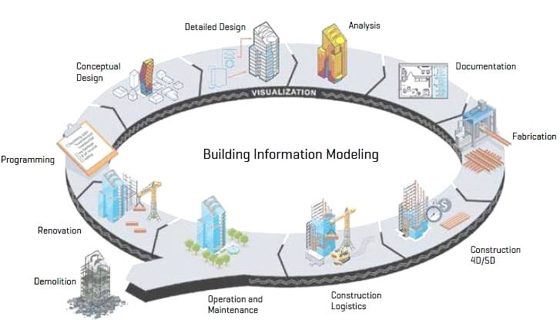 Detailed Design
Analysis
Conceptual
Design
Documentation
VISUALIZATION
Fabrication
Building Information Modeling
Programming
Renovation
Construction
4D/5D
Demolition
Operation and
Maintenance
Construction
Logistics